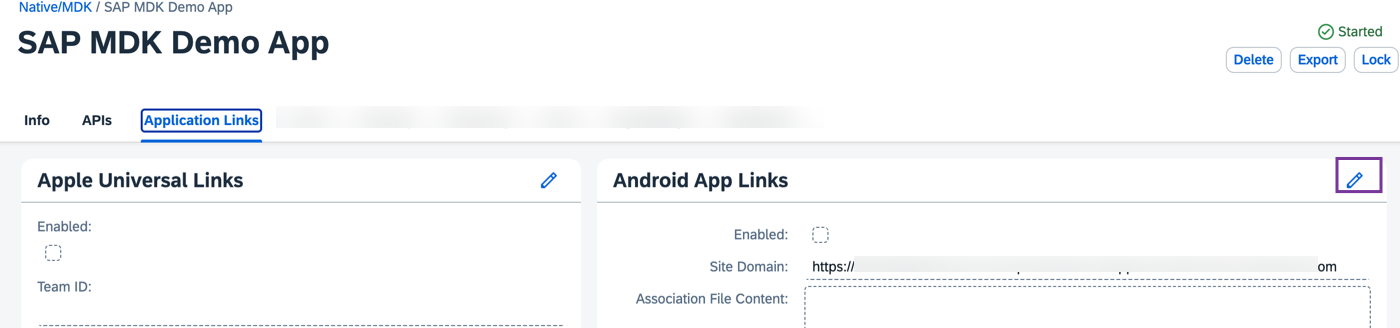 Native/MDK / SAP MDK Demo App
SAP MDK Demo App
Started
Delete Export Lock
Info APIs Application Links
Apple Universal Links
Enabled:
Team ID:
Android App Links
Enabled:
Site Domain: https:// om
Association File Content: